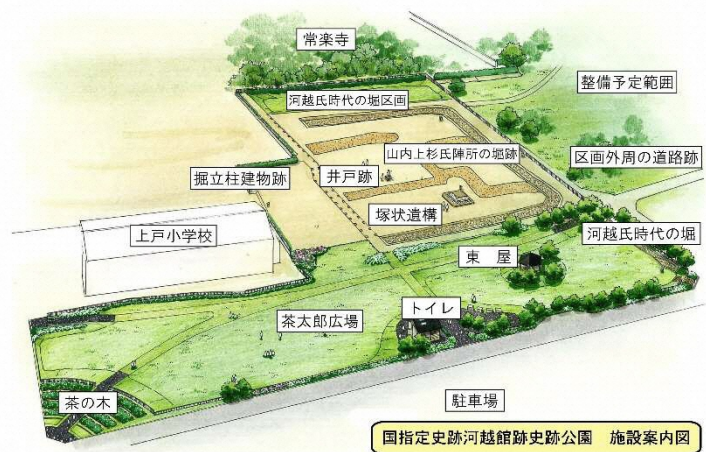 常楽寺
整備予定範囲
河越氏時代の堀区画
山内上杉氏陣所の堀跡
区画外周の道路跡
掘立柱建物跡
井戸跡
塚状遺構
上戸小学校
河越氏時代の堀
東 屋
トイレ
茶太郎広場
茶の木
駐車場
国指定史跡河越館跡史跡公園 施設案内図